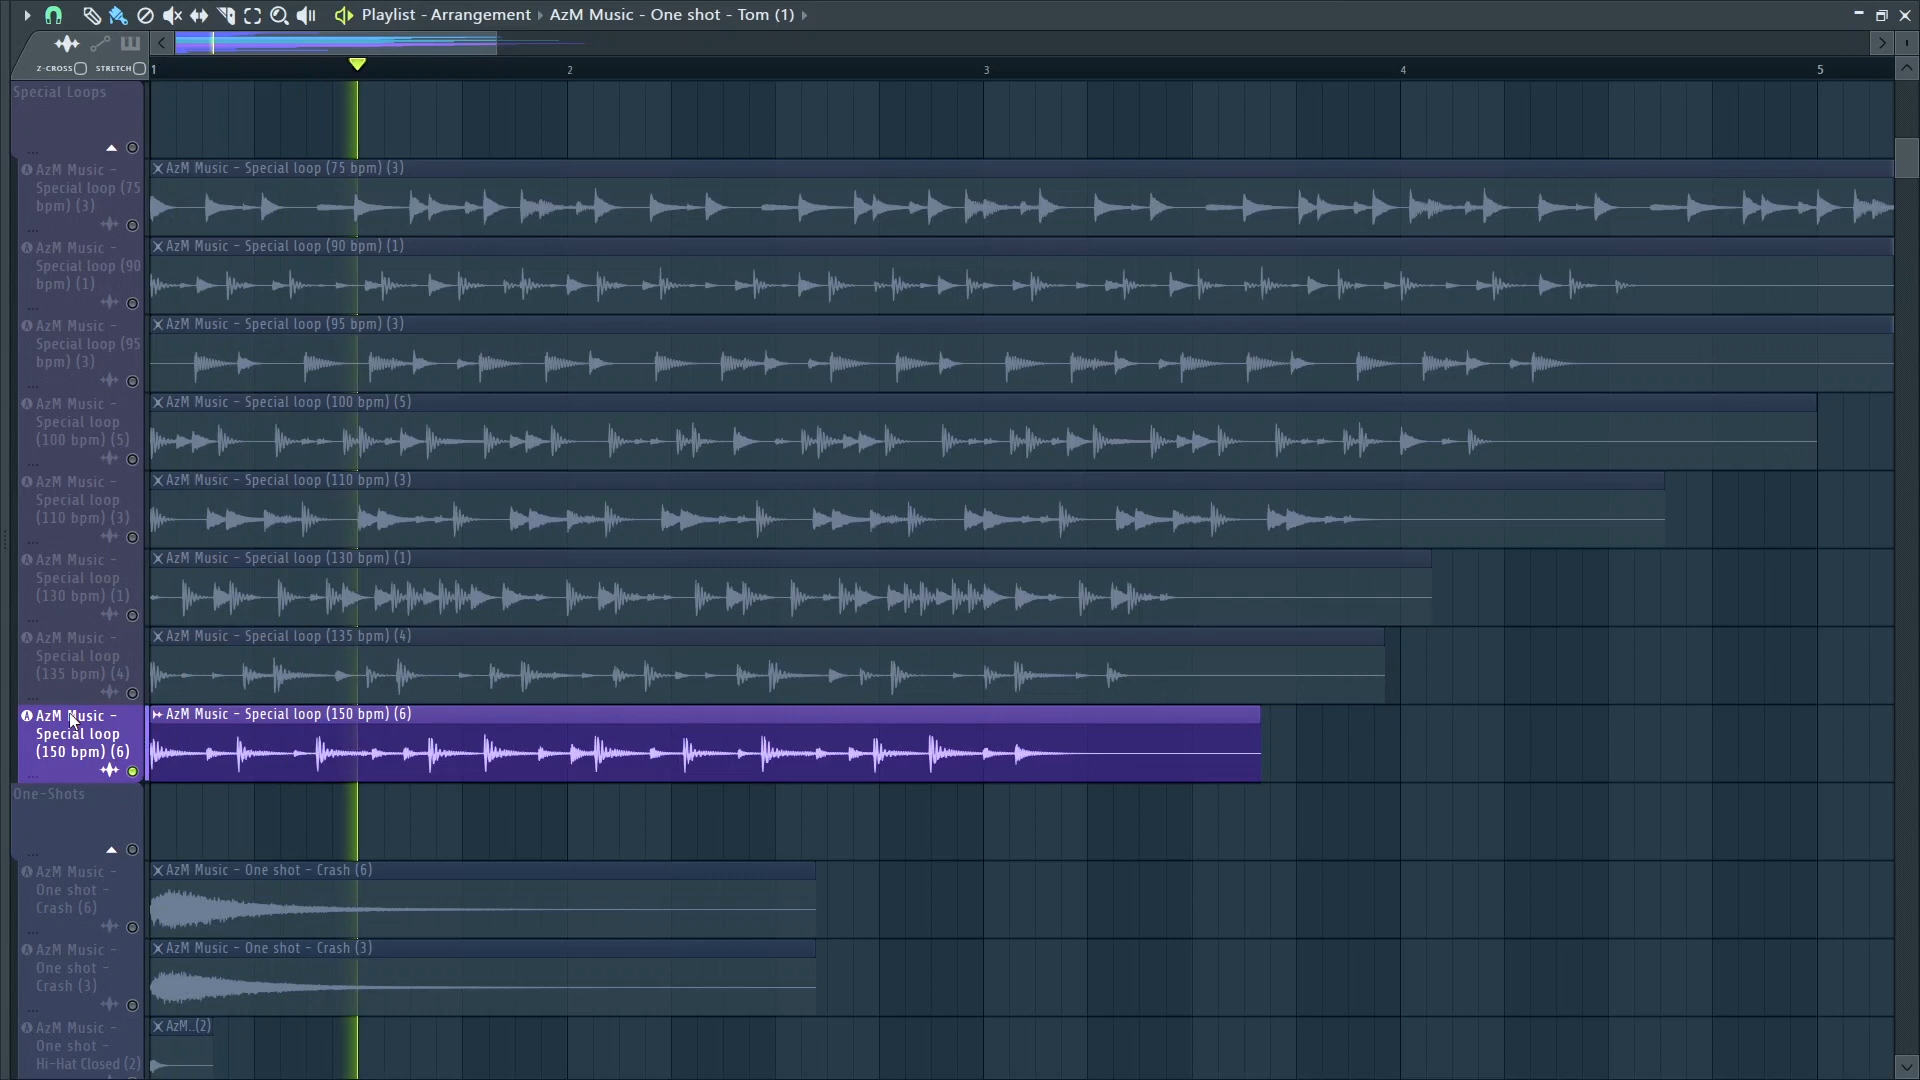 Playlist - Arrangement › AzM Music - One shot - Tom (1) ›
Z-CROSS STRETCH
1 2 3 4 5
Special Loops
AzM Music -
Special loop (75
bpm) (3)
AzM Music - Special loop (75 bpm) (3)
AzM Music -
Special loop (90
bpm) (1)
AzM Music - Special loop (90 bpm) (1)
AzM Music -
Special loop (95
bpm) (3)
AzM Music - Special loop (95 bpm) (3)
AzM Music -
Special loop
(100 bpm) (5)
AzM Music - Special loop (100 bpm) (5)
AzM Music -
Special loop
(110 bpm) (3)
AzM Music - Special loop (110 bpm) (3)
AzM Music -
Special loop
(130 bpm) (1)
AzM Music - Special loop (130 bpm) (1)
AzM Music -
Special loop
(135 bpm) (4)
AzM Music - Special loop (135 bpm) (4)
AzM Music -
Special loop
(150 bpm) (6)
AzM Music - Special loop (150 bpm) (6)
One-Shots
AzM Music -
One shot -
Crash (6)
AzM Music - One shot - Crash (6)
AzM Music -
One shot -
Crash (3)
AzM Music - One shot - Crash (3)
AzM Music -
One shot -
Hi-Hat Closed (2)
AzM..(2)